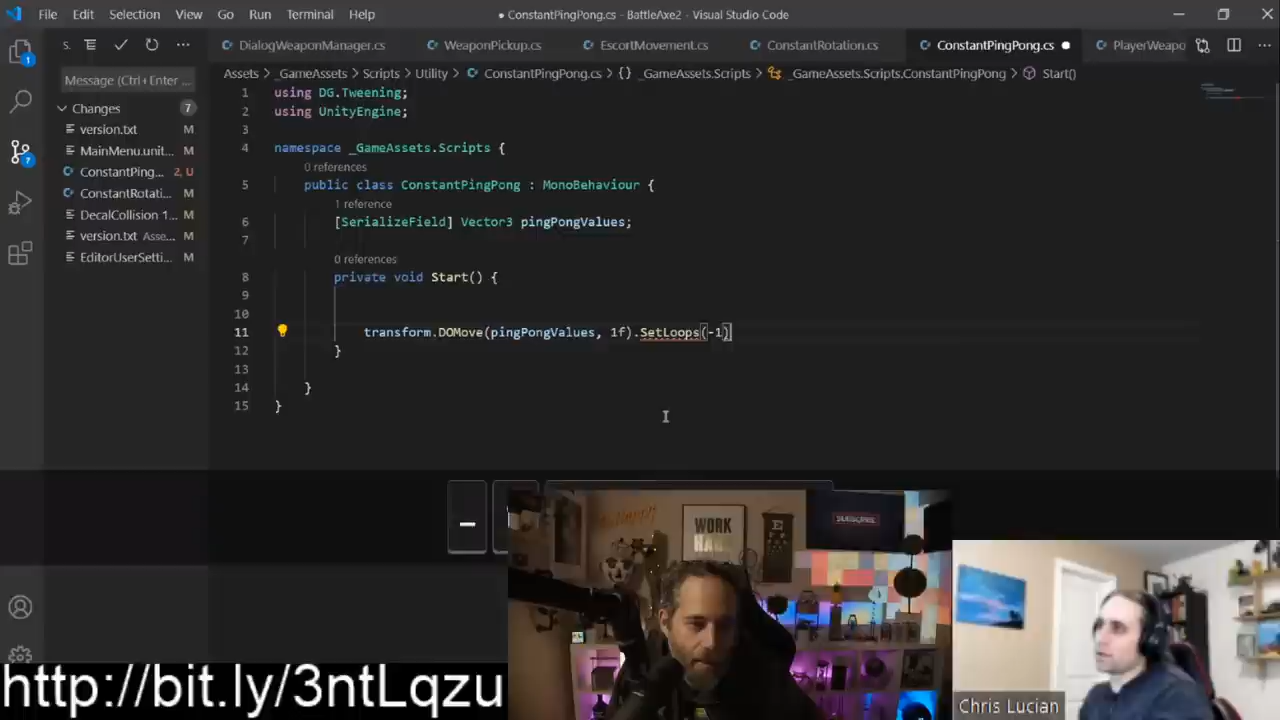 File Edit Selection View Go Run Terminal Help
● ConstantPingPong.cs - BattleAxe2 - Visual Studio Code
S.
DialogWeaponManager.cs
WeaponPickup.cs
EscortMovement.cs
ConstantRotation.cs
ConstantPingPong.cs ●
PlayerWeapo
Message (Ctrl+Enter ...
Assets > _GameAssets > Scripts > Utility > ConstantPingPong.cs > {} _GameAssets.Scripts > _GameAssets.Scripts.ConstantPingPong > Start()
Changes 7
version.txt M
MainMenu.unit... M
ConstantPing... 2, U
ConstantRotati... M
DecalCollision 1... M
version.txt Asse... M
EditorUserSetti... M
1
7
1 using DG.Tweening;
2 using UnityEngine;
3
4 namespace _GameAssets.Scripts {
0 references
5 public class ConstantPingPong : MonoBehaviour {
1 reference
6 [SerializeField] Vector3 pingPongValues;
7
0 references
8 private void Start() {
9
10
11 transform.DOMove(pingPongValues, 1f).SetLoops(-1)
12 }
13
14 }
15 }
-
WORK
HARD
SUBSCRIBE
http://bit.ly/3ntLqzu
Chris Lucian